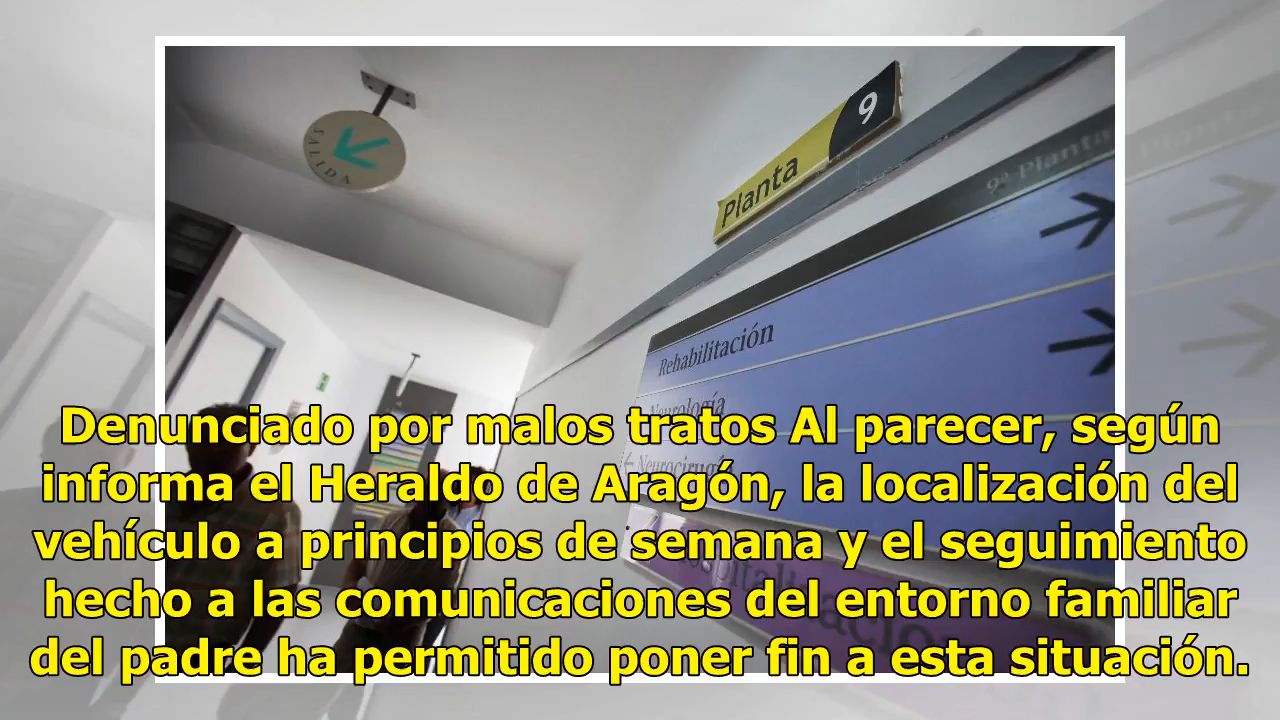 SALIDA
Planta 9
9ª Planta
Rehabilitación
Neurología
Neurocirugía
Denunciado por malos tratos Al parecer, según
informa el Heraldo de Aragón, la localización del
vehículo a principios de semana y el seguimiento
hecho a las comunicaciones del entorno familiar
del padre ha permitido poner fin a esta situación.